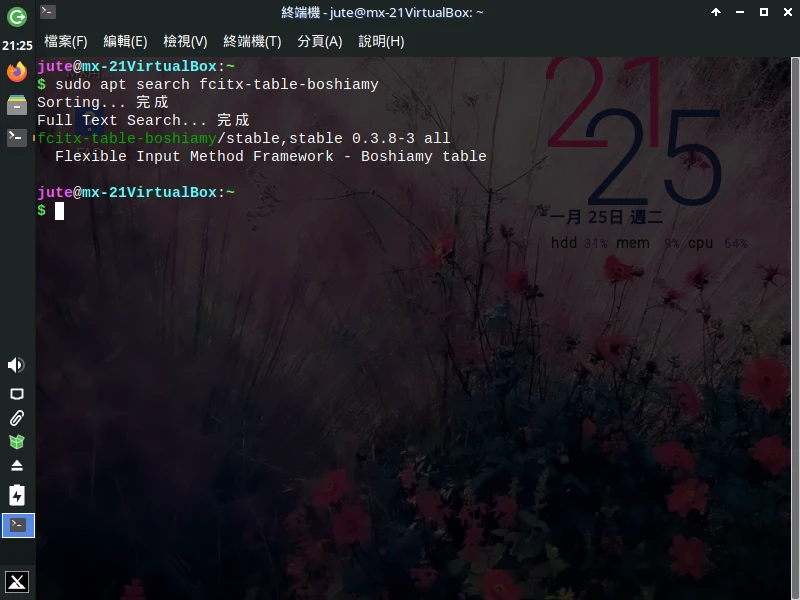 終端機 - jute@mx-21VirtualBox: ~
21:25
檔案(F) 編輯(E) 檢視(V) 終端機(T) 分頁(A) 說明(H)
jute@mx-21VirtualBox:~
$ sudo apt search fcitx-table-boshiamy
Sorting... 完成
Full Text Search... 完成
fcitx-table-boshiamy/stable,stable 0.3.8-3 all
Flexible Input Method Framework - Boshiamy table
jute@mx-21VirtualBox:~
$
21
25
一月 25日 週二
hdd 31% mem 9% cpu 64%